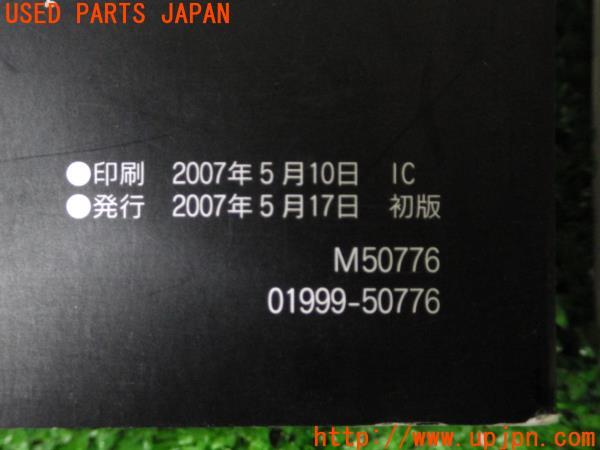 USED PARTS JAPAN
●印刷 2007年5月10日 IC
●発行 2007年5月17日 初版
M50776
01999-50776
http://www.upjpn.com/